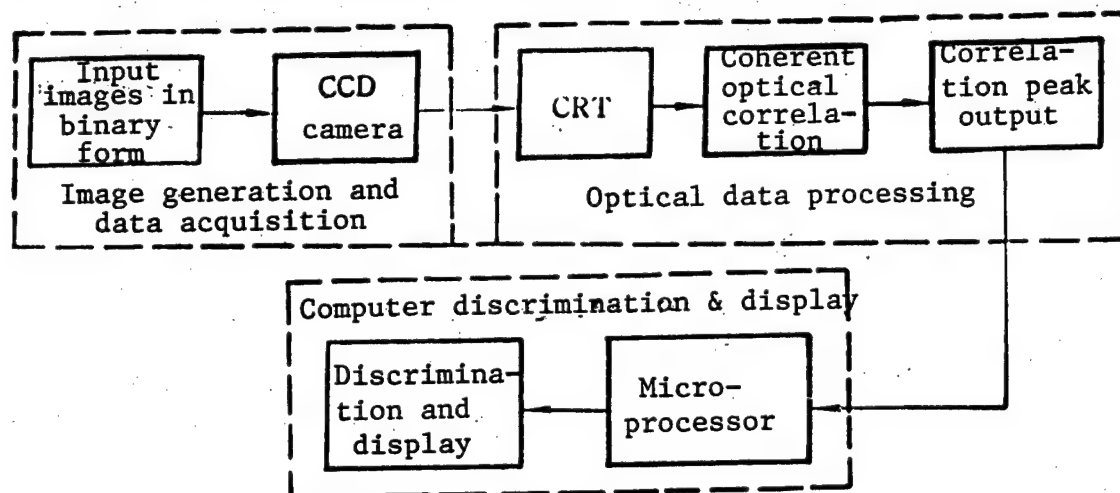 Input
images in
binary
form
CCD
camera
CRT
Coherent
optical
correla-
tion
Correla-
tion peak
output
Image generation and
data acquisition
Optical data processing
Computer discrimination & display
Discrimina-
tion and
display
Micro-
processor